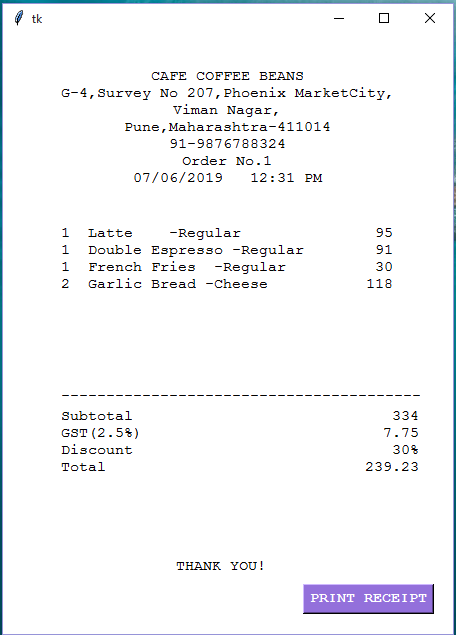 tk
CAFE COFFEE BEANS
G-4,Survey No 207,Phoenix MarketCity,
Viman Nagar,
Pune,Maharashtra-411014
91-9876788324
Order No.1
07/06/2019   12:31 PM
1  Latte    -Regular               95
1  Double Espresso -Regular        91
1  French Fries  -Regular          30
2  Garlic Bread -Cheese           118
----------------------------------------
Subtotal                             334
GST(2.5%)                           7.75
Discount                             30%
Total                             239.23
THANK YOU!
PRINT RECEIPT